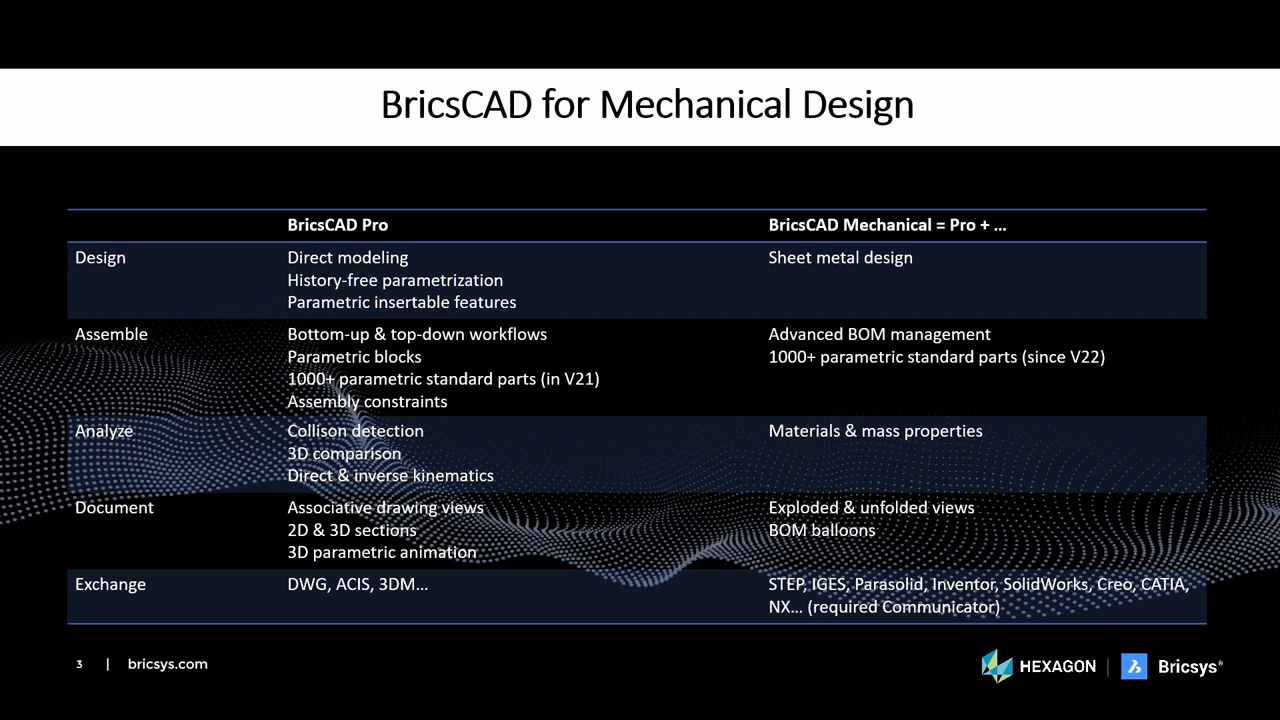 BricsCAD for Mechanical Design
BricsCAD Pro
BricsCAD Mechanical = Pro + ...
Design
Direct modeling
History-free parametrization
Parametric insertable features
Sheet metal design
Assemble
Bottom-up & top-down workflows
Parametric blocks
1000+ parametric standard parts (in V21)
Assembly constraints
Advanced BOM management
1000+ parametric standard parts (since V22)
Analyze
Collison detection
3D comparison
Direct & inverse kinematics
Materials & mass properties
Document
Associative drawing views
2D & 3D sections
3D parametric animation
Exploded & unfolded views
BOM balloons
Exchange
DWG, ACIS, 3DM...
STEP, IGES, Parasolid, Inventor, SolidWorks, Creo, CATIA,
NX... (required Communicator)
3 | bricsys.com
HEXAGON | Bricsys®